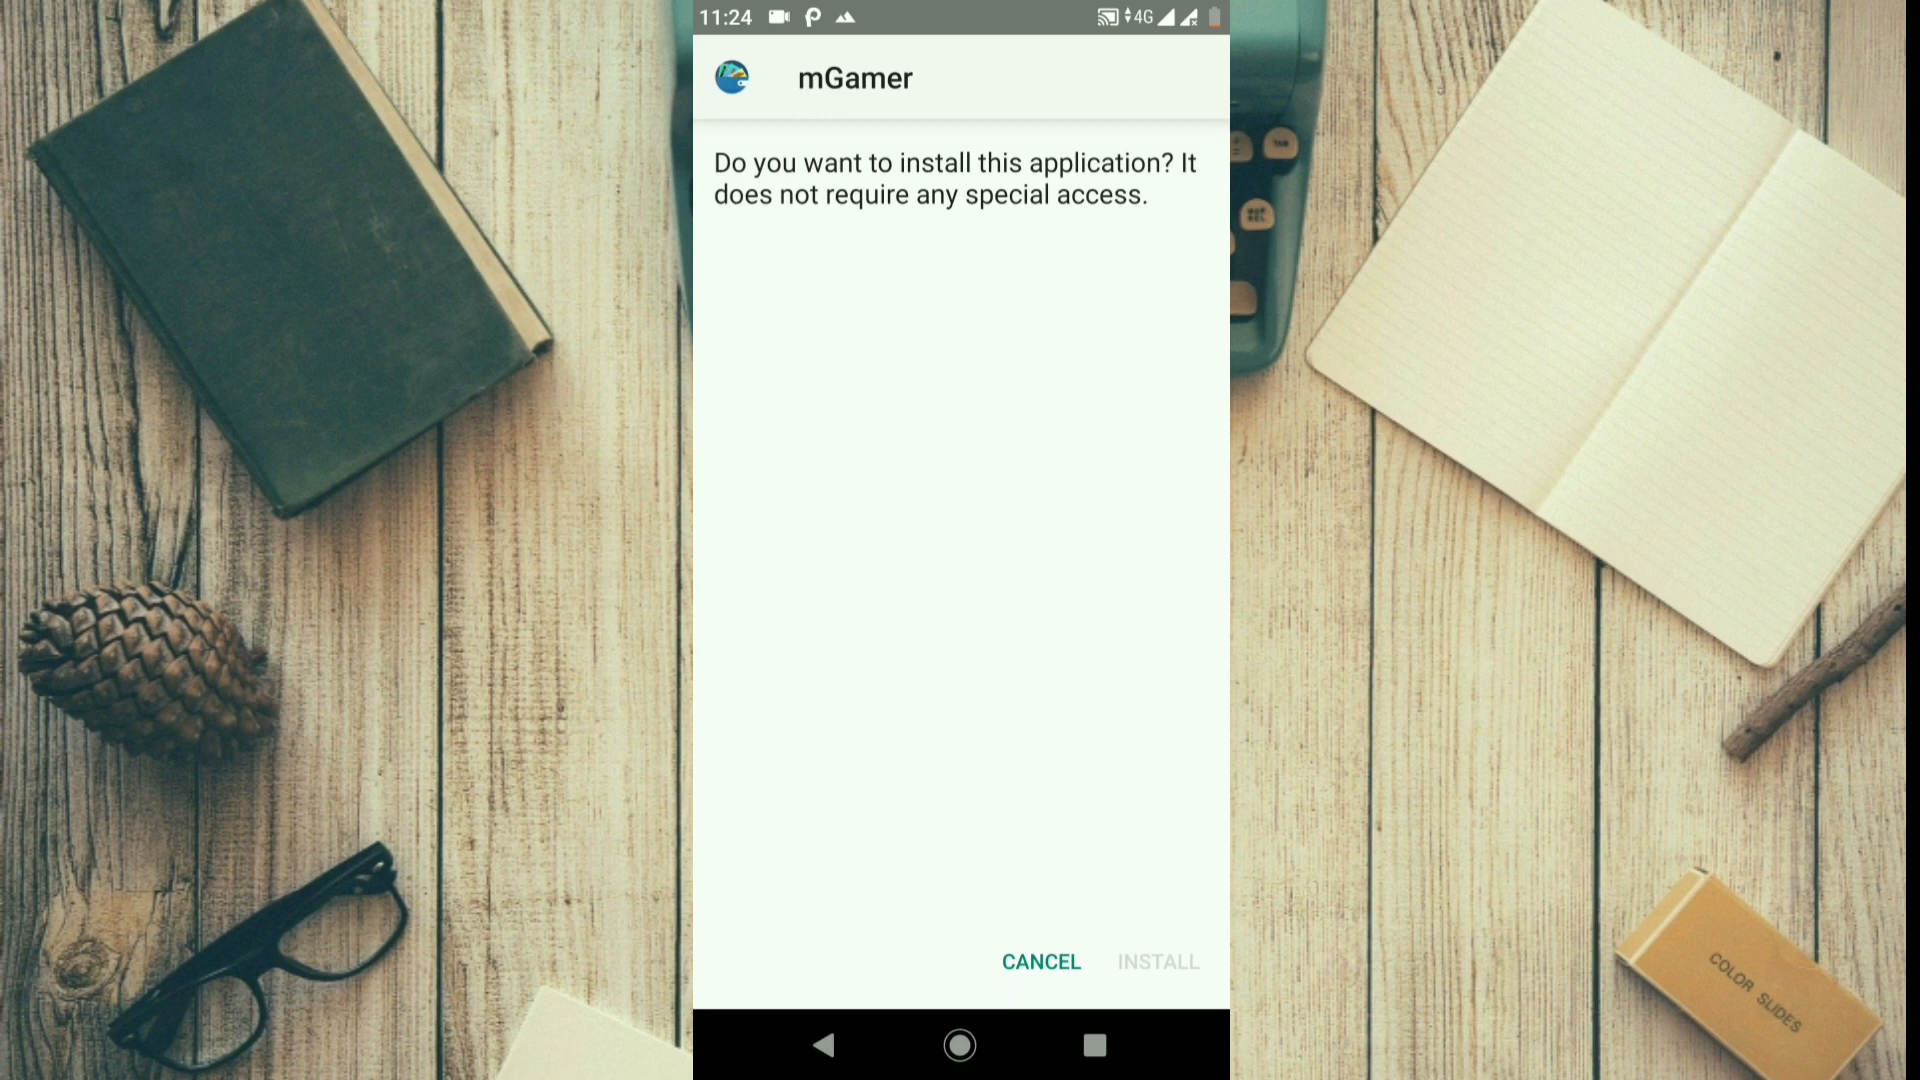 11:24
4G
mGamer
Do you want to install this application? It
does not require any special access.
CANCEL
INSTALL
TAB
COLOR SLIDES